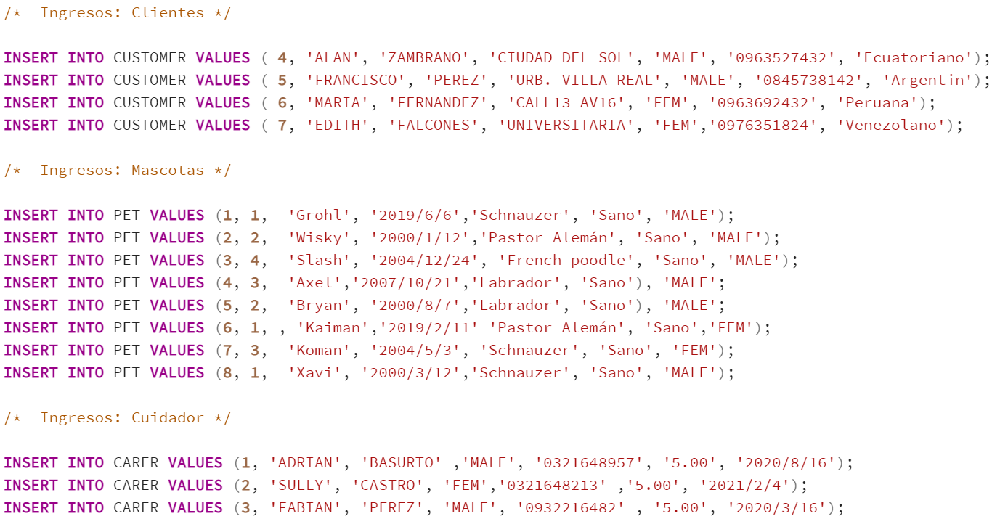 /*  Ingresos: Clientes */
INSERT INTO CUSTOMER VALUES ( 4, 'ALAN', 'ZAMBRANO', 'CIUDAD DEL SOL', 'MALE', '0963527432', 'Ecuatoriano');
INSERT INTO CUSTOMER VALUES ( 5, 'FRANCISCO', 'PEREZ', 'URB. VILLA REAL', 'MALE', '0845738142', 'Argentin');
INSERT INTO CUSTOMER VALUES ( 6, 'MARIA', 'FERNANDEZ', 'CALL13 AV16', 'FEM', '0963692432', 'Peruana');
INSERT INTO CUSTOMER VALUES ( 7, 'EDITH', 'FALCONES', 'UNIVERSITARIA', 'FEM','0976351824', 'Venezolano');
/*  Ingresos: Mascotas */
INSERT INTO PET VALUES (1, 1,  'Grohl', '2019/6/6','Schnauzer', 'Sano', 'MALE');
INSERT INTO PET VALUES (2, 2,  'Wisky', '2000/1/12','Pastor Alemán', 'Sano', 'MALE');
INSERT INTO PET VALUES (3, 4,  'Slash', '2004/12/24', 'French poodle', 'Sano', 'MALE');
INSERT INTO PET VALUES (4, 3,  'Axel','2007/10/21','Labrador', 'Sano'), 'MALE';
INSERT INTO PET VALUES (5, 2,  'Bryan', '2000/8/7','Labrador', 'Sano'), 'MALE';
INSERT INTO PET VALUES (6, 1, , 'Kaiman','2019/2/11' 'Pastor Alemán', 'Sano','FEM');
INSERT INTO PET VALUES (7, 3,  'Koman', '2004/5/3', 'Schnauzer', 'Sano', 'FEM');
INSERT INTO PET VALUES (8, 1,  'Xavi', '2000/3/12','Schnauzer', 'Sano', 'MALE');
/*  Ingresos: Cuidador */
INSERT INTO CARER VALUES (1, 'ADRIAN', 'BASURTO' ,'MALE', '0321648957', '5.00', '2020/8/16');
INSERT INTO CARER VALUES (2, 'SULLY', 'CASTRO', 'FEM','0321648213' ,'5.00', '2021/2/4');
INSERT INTO CARER VALUES (3, 'FABIAN', 'PEREZ', 'MALE', '0932216482' , '5.00', '2020/3/16');